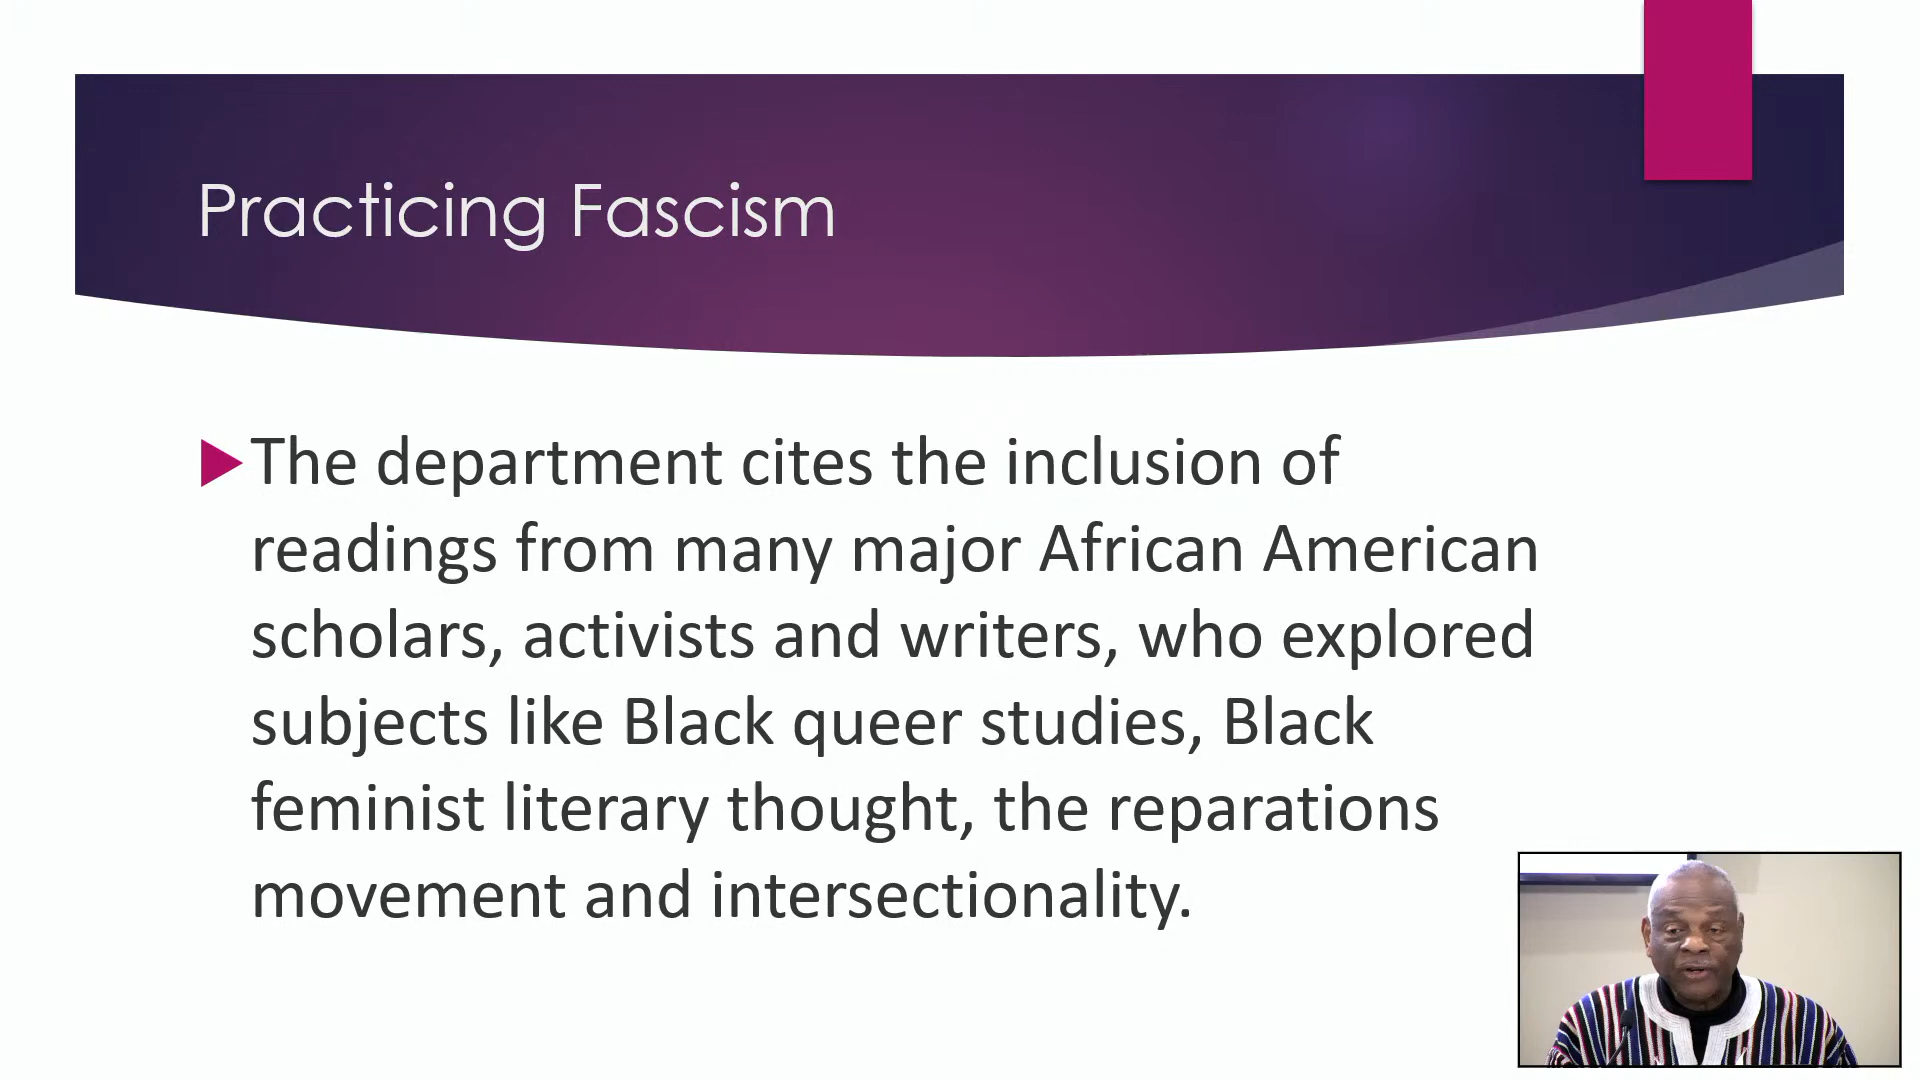 Practicing Fascism
The department cites the inclusion of
readings from many major African American
scholars, activists and writers, who explored
subjects like Black queer studies, Black
feminist literary thought, the reparations
movement and intersectionality.